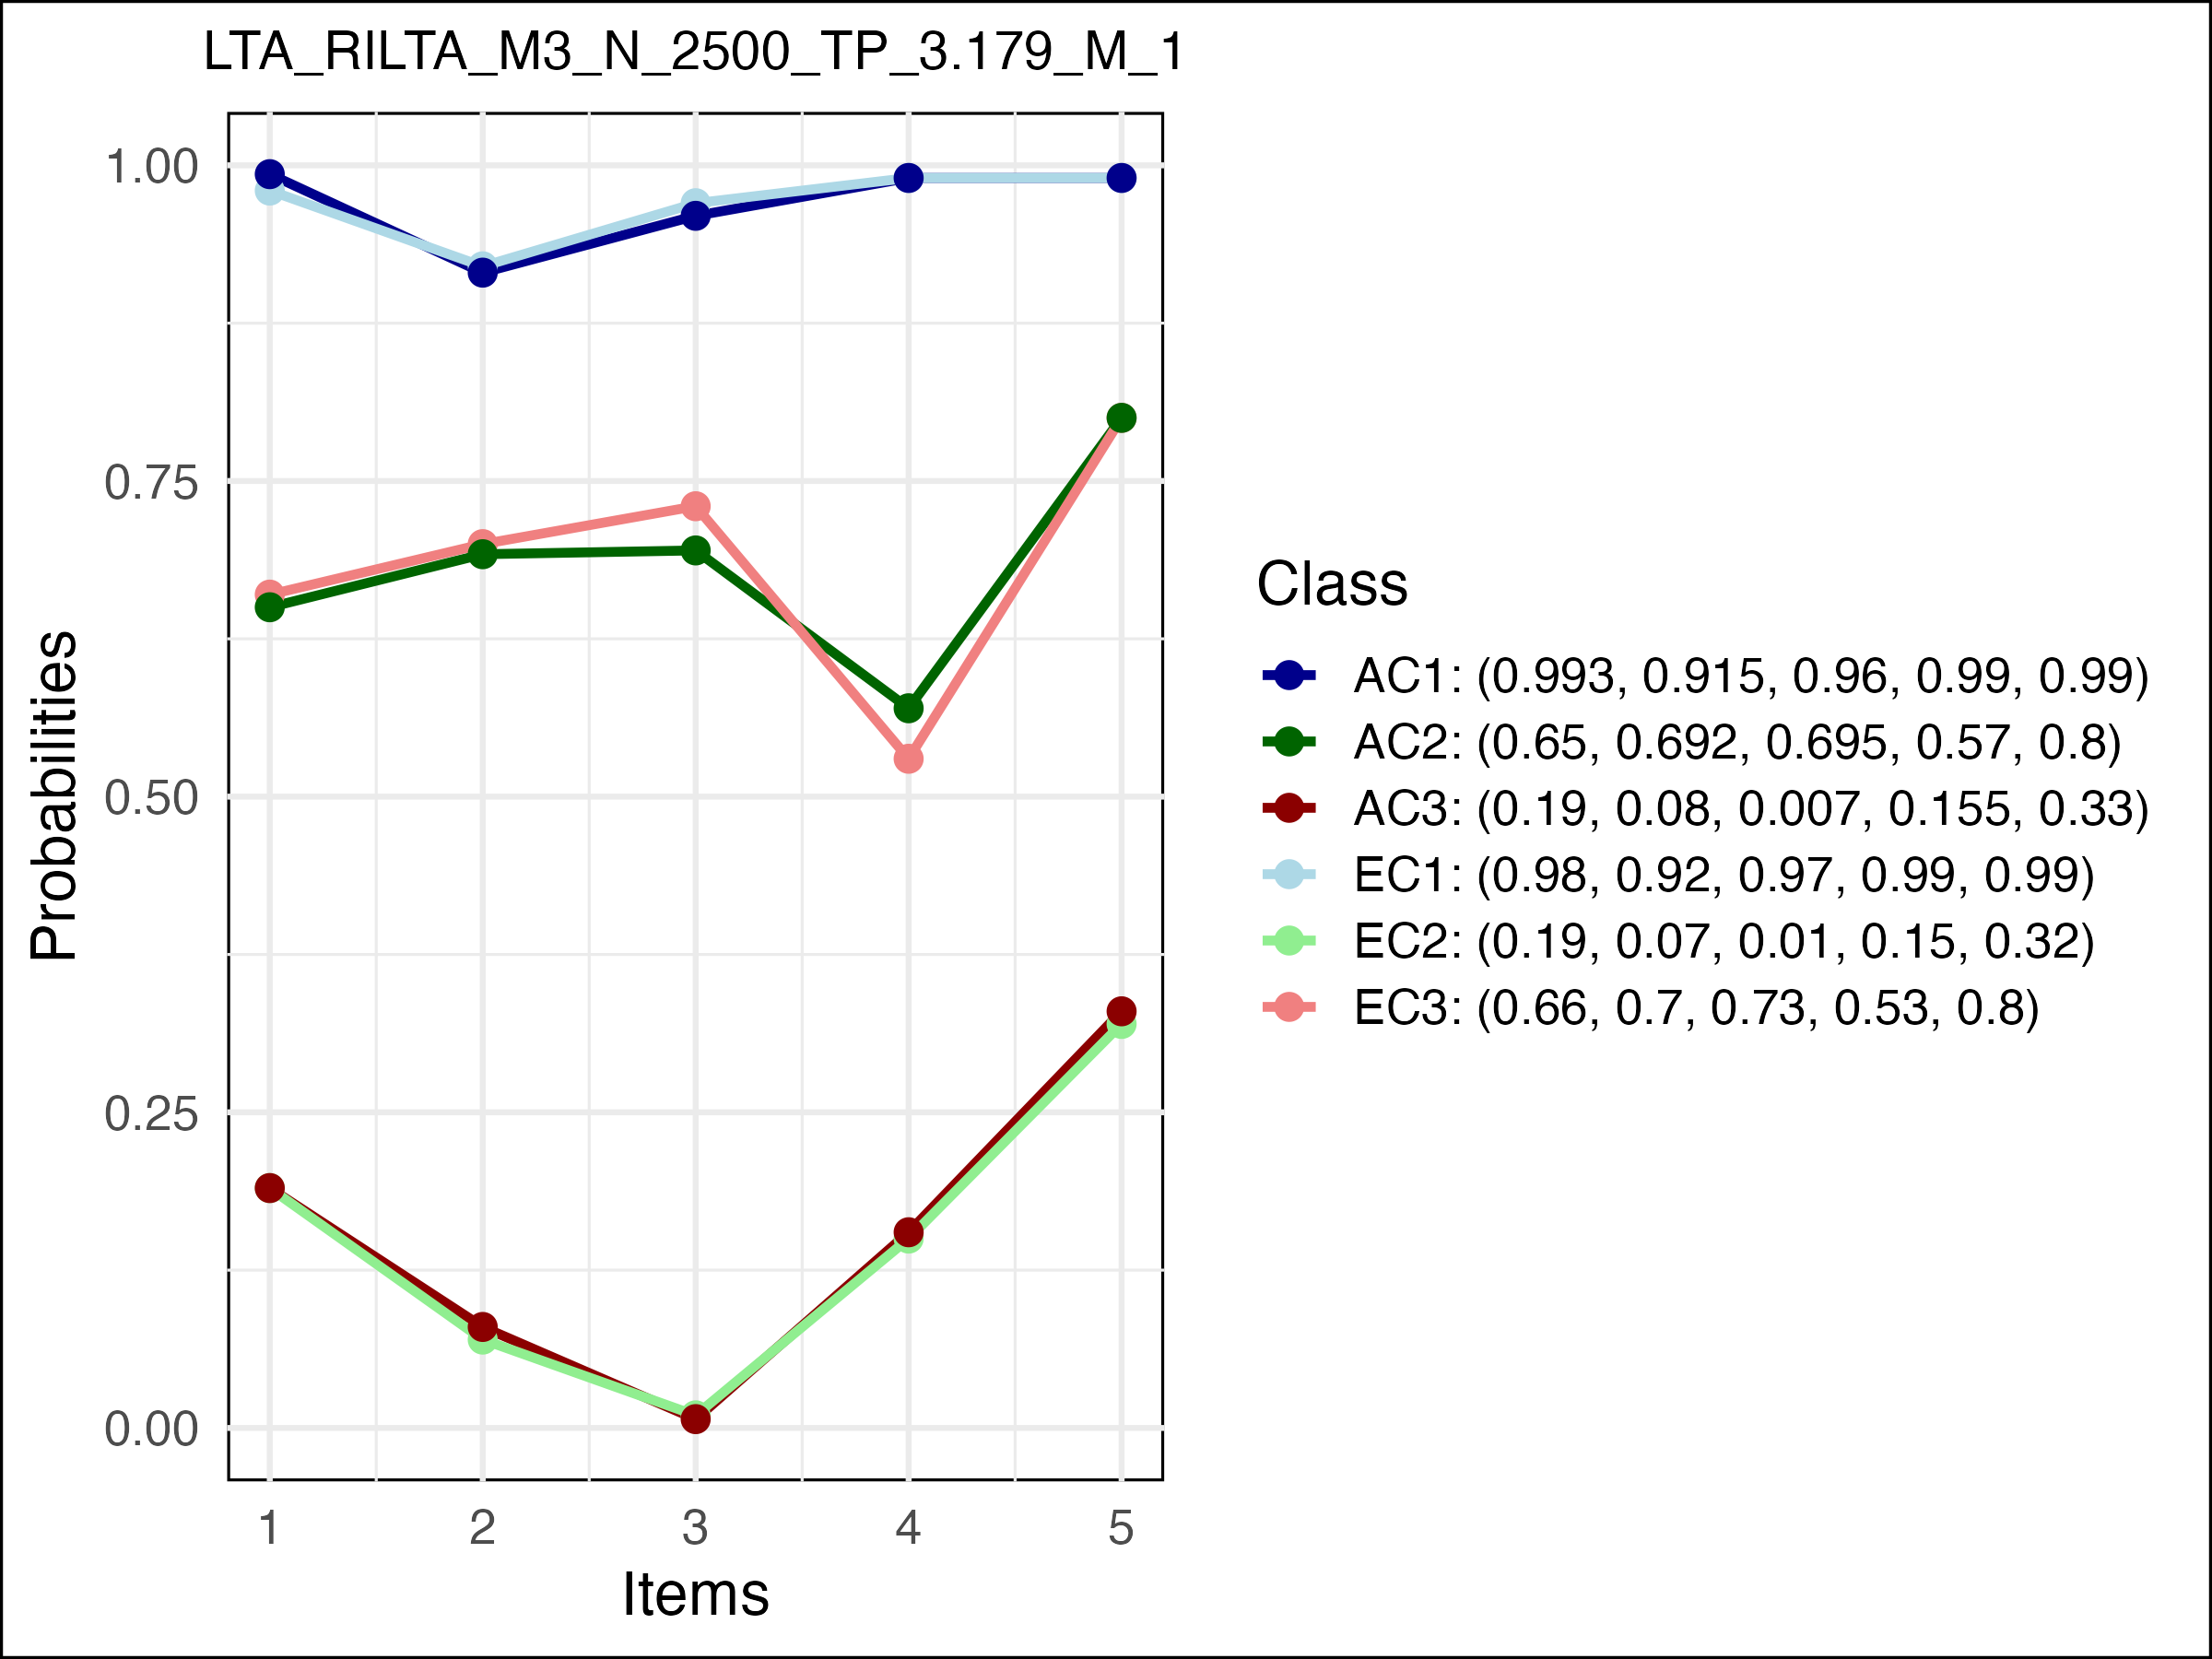 LTA_RILTA_M3_N_2500_TP_3.179_M_1
1.00
0.75
0.50
0.25
0.00
Probabilities
1 2 3 4 5
Items
Class
AC1: (0.993, 0.915, 0.96, 0.99, 0.99)
AC2: (0.65, 0.692, 0.695, 0.57, 0.8)
AC3: (0.19, 0.08, 0.007, 0.155, 0.33)
EC1: (0.98, 0.92, 0.97, 0.99, 0.99)
EC2: (0.19, 0.07, 0.01, 0.15, 0.32)
EC3: (0.66, 0.7, 0.73, 0.53, 0.8)